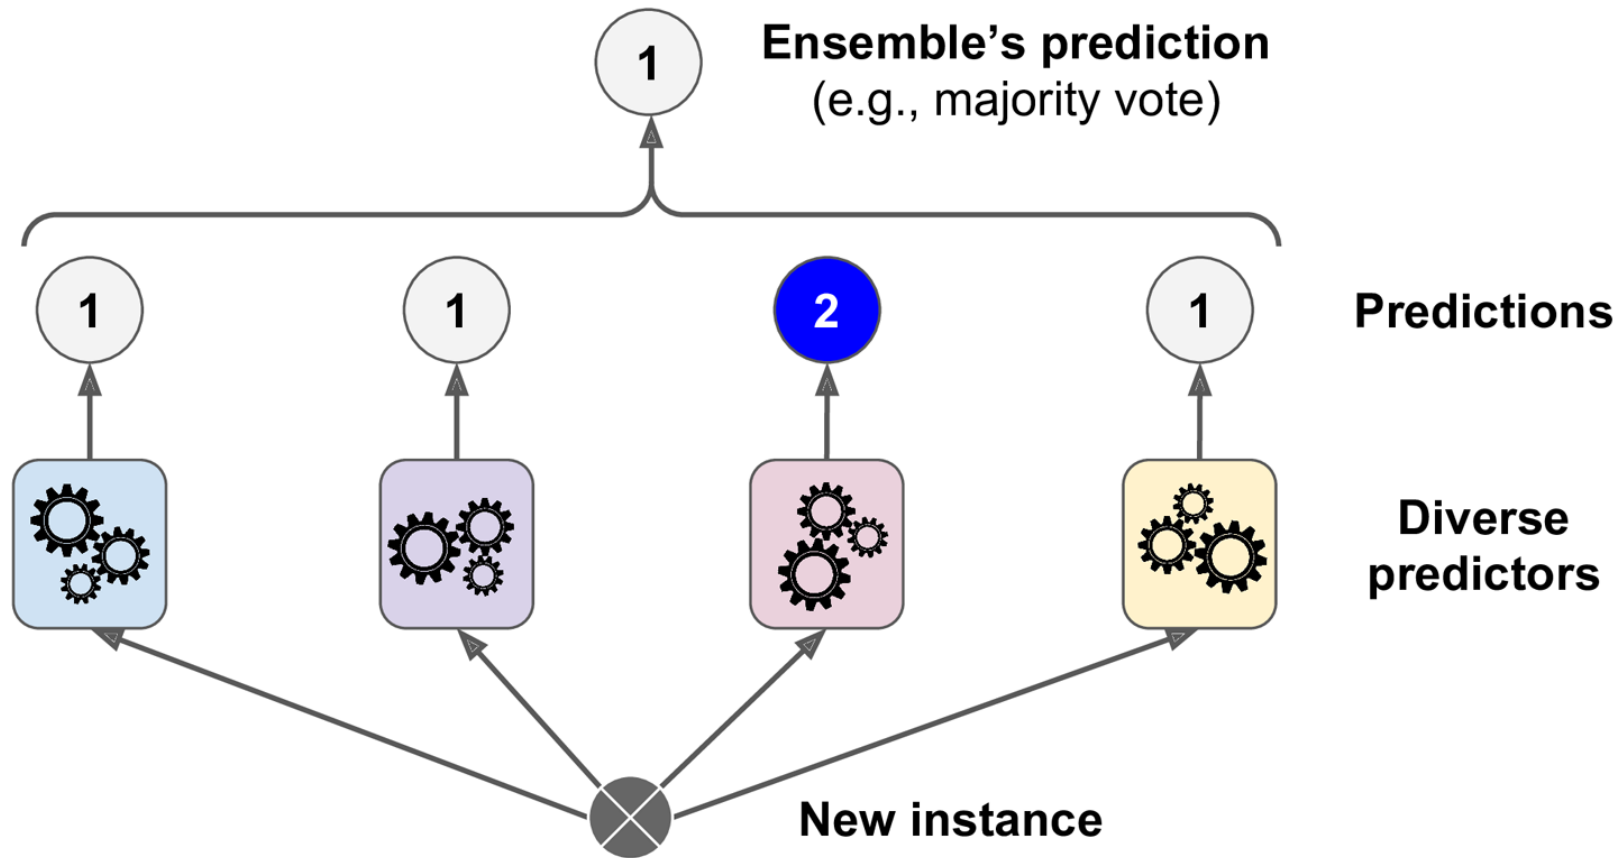 1
Ensemble’s prediction
(e.g., majority vote)
1 1 2 1
Predictions
Diverse
predictors
New instance